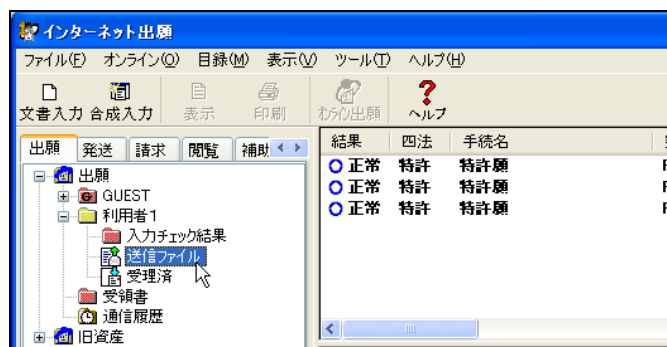 インターネット出願
ファイル(F) オンライン(O) 目録(M) 表示(V) ツール(T) ヘルプ(H)
文書入力 合成入力 表示 印刷 オンライン出願 ヘルプ
出願 発送 請求 閲覧 補助
結果 四法 手続名
正常 特許 特許願
正常 特許 特許願
正常 特許 特許願
出願
GUEST
利用者1
入力チェック結果
送信ファイル
受理済
受領書
通信履歴
旧資産